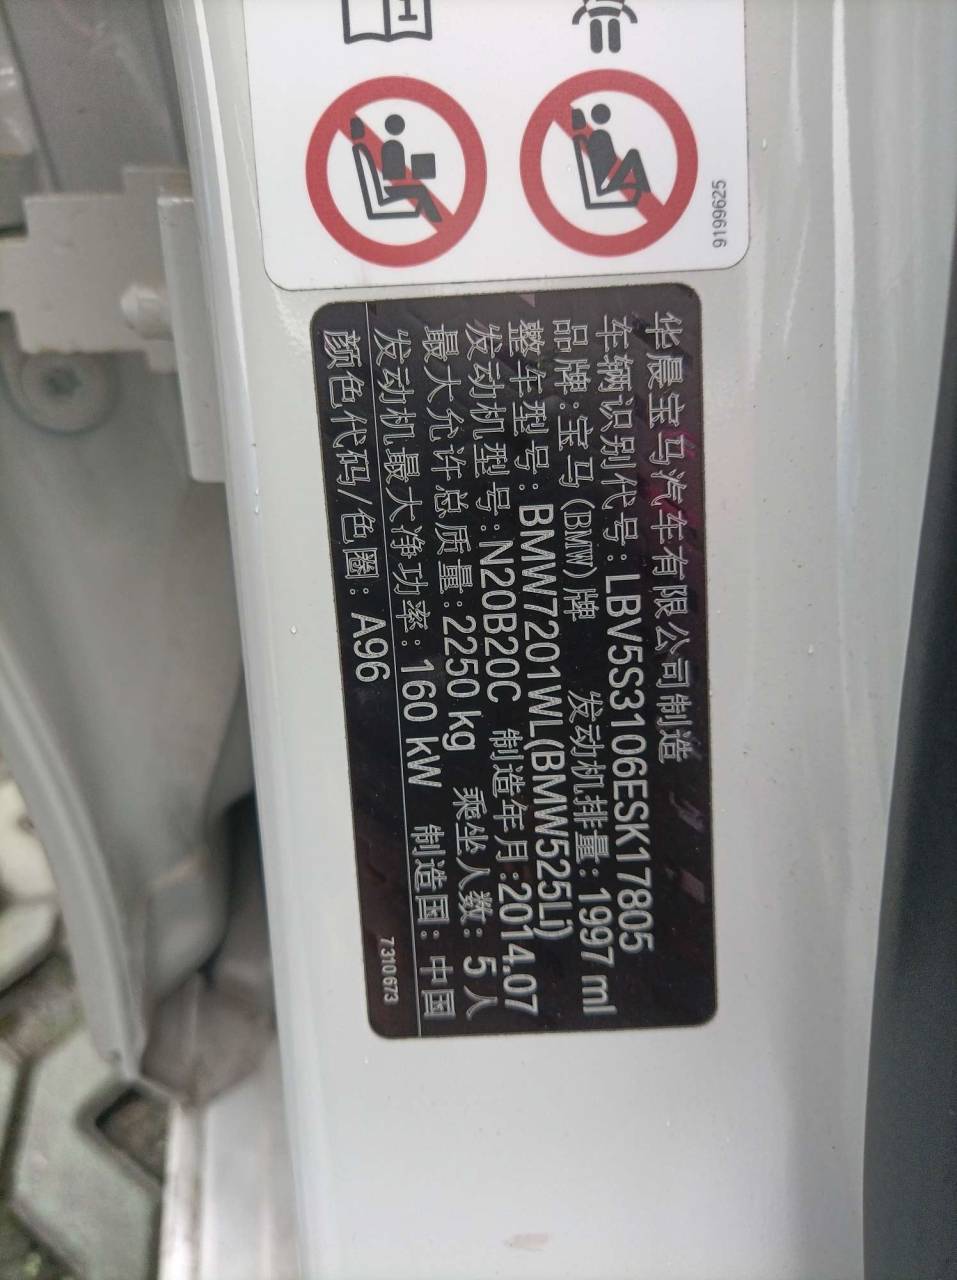 9199625
华晨宝马汽车有限公司制造
车辆识别代号:LBV5S3106ESK17805
品牌:宝马(BMW)牌 发动机排量:1997 ml
整车型号:BMW7201WL(BMW525Li)
发动机型号:N20B20C 制造年月:2014.07
最大允许总质量:2250 kg 乘坐人数:5人
发动机最大净功率:160 kW 制造国:中国
颜色代码/色圈:A96
7310673